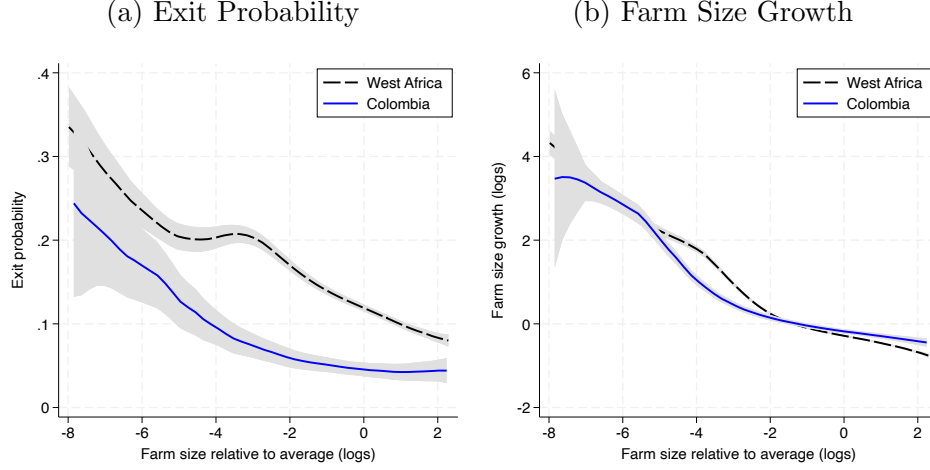 (a) Exit Probability
.4
.3
.2
.1
0
Exit probability
West Africa
Colombia
-8 -6 -4 -2 0 2
Farm size relative to average (logs)
(b) Farm Size Growth
6
4
2
0
-2
Farm size growth (logs)
West Africa
Colombia
-8 -6 -4 -2 0 2
Farm size relative to average (logs)